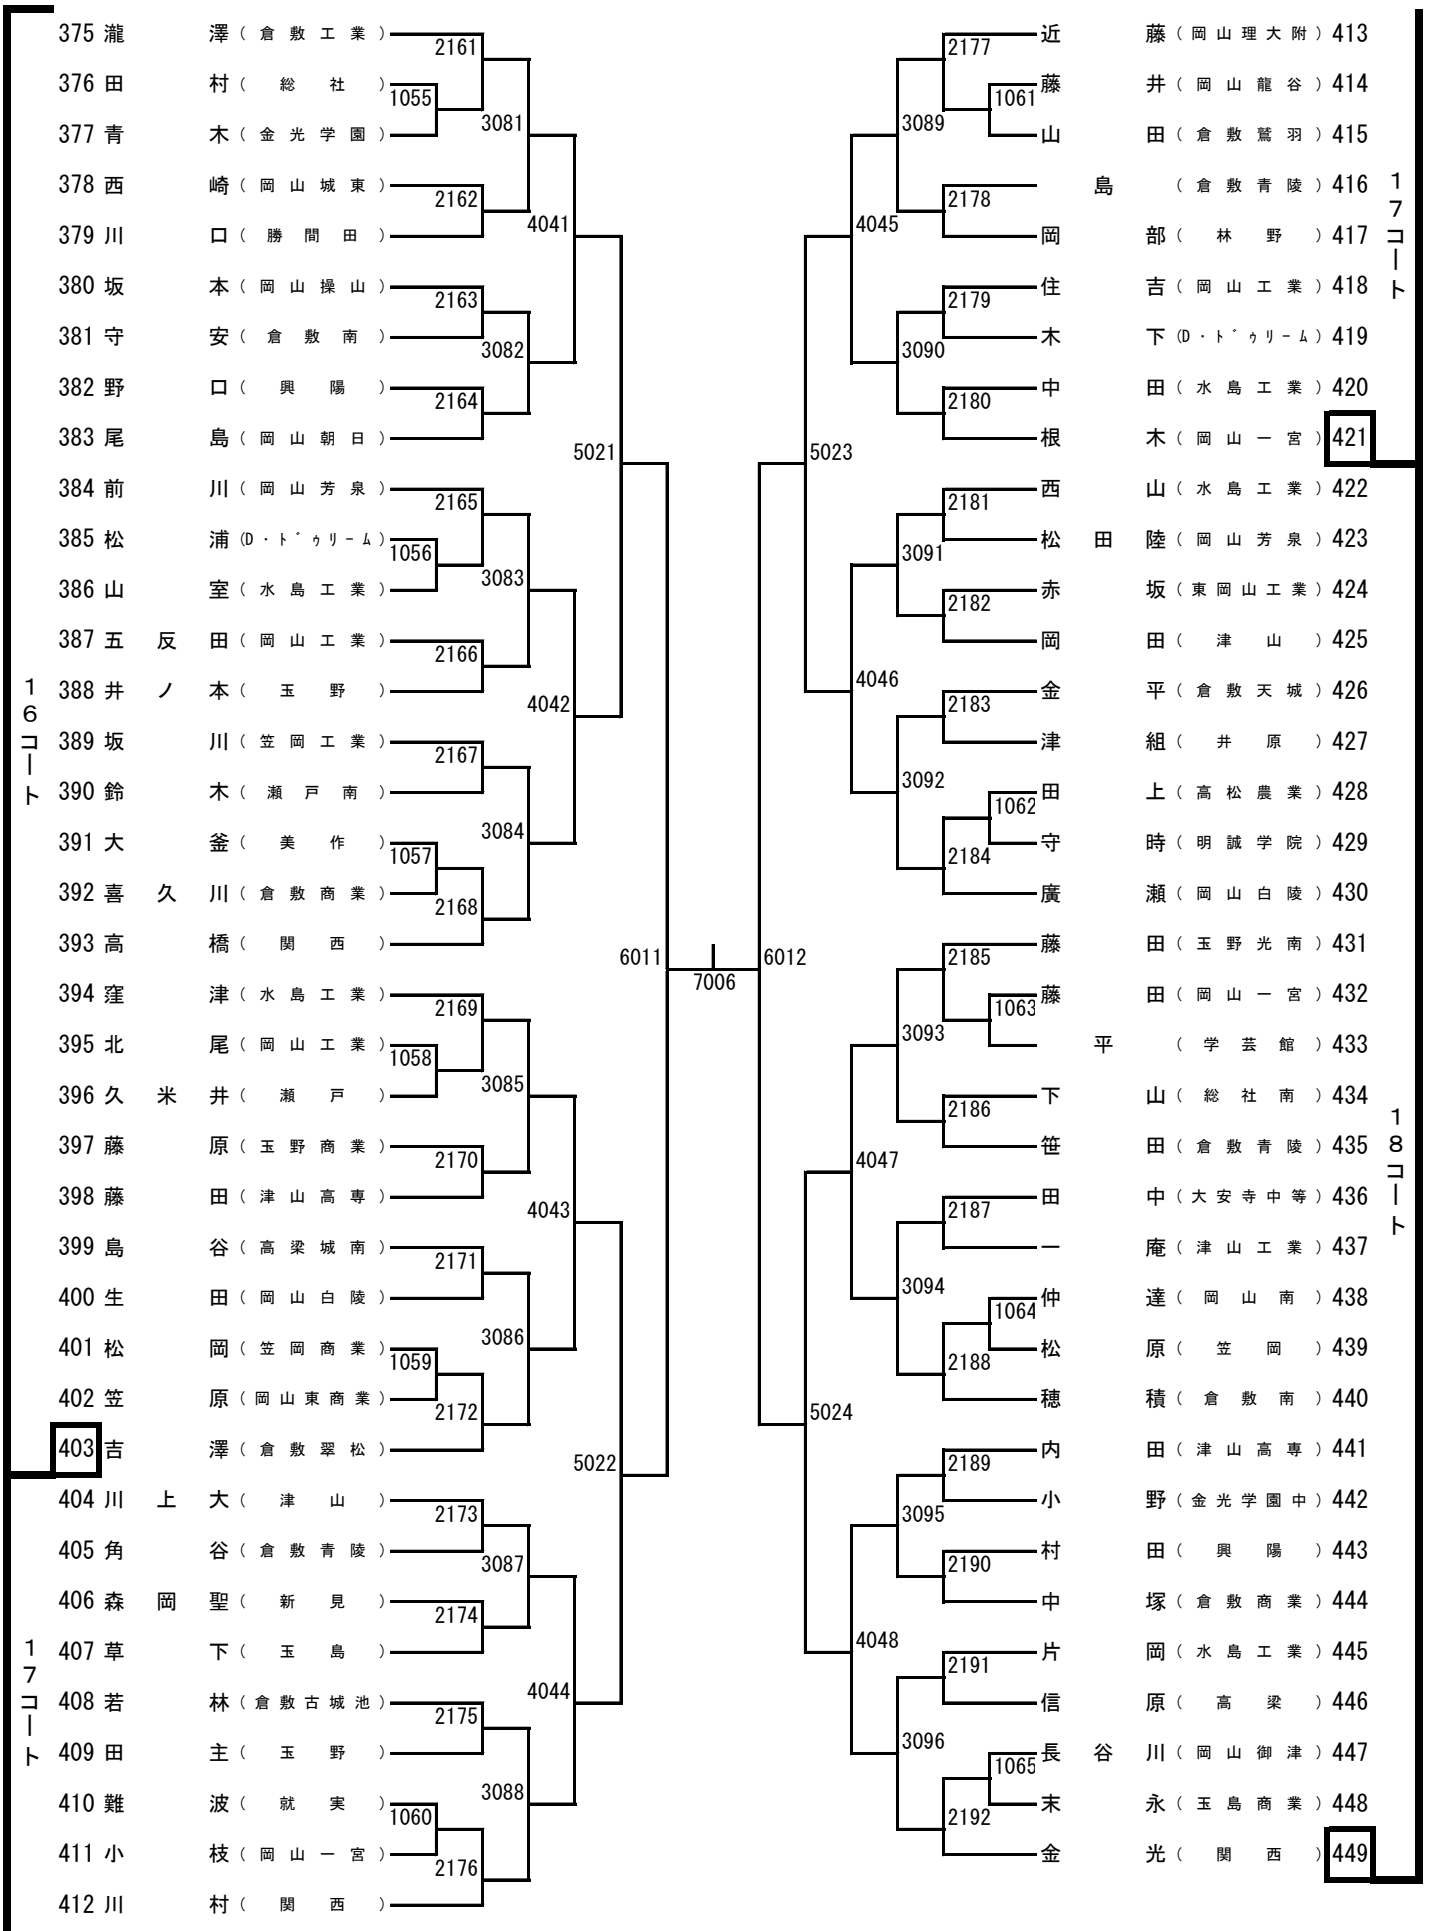 375 瀧 澤 ( 倉 敷 工 業 )
376 田 村 ( 総 社 )
377 青 木 ( 金 光 学 園 )
378 西 崎 ( 岡 山 城 東 )
379 川 口 ( 勝 間 田 )
380 坂 本 ( 岡 山 操 山 )
381 守 安 ( 倉 敷 南 )
382 野 口 ( 興 陽 )
383 尾 島 ( 岡 山 朝 日 )
384 前 川 ( 岡 山 芳 泉 )
385 松 浦 (D・ドゥリーム)
386 山 室 ( 水 島 工 業 )
387 五 反 田 ( 岡 山 工 業 )
388 井 ノ 本 ( 玉 野 )
389 坂 川 ( 笠 岡 工 業 )
390 鈴 木 ( 瀬 戸 南 )
391 大 釜 ( 美 作 )
392 喜 久 川 ( 倉 敷 商 業 )
393 高 橋 ( 関 西 )
394 窪 津 ( 水 島 工 業 )
395 北 尾 ( 岡 山 工 業 )
396 久 米 井 ( 瀬 戸 )
397 藤 原 ( 玉 野 商 業 )
398 藤 田 ( 津 山 高 専 )
399 島 谷 ( 高 梁 城 南 )
400 生 田 ( 岡 山 白 陵 )
401 松 岡 ( 笠 岡 商 業 )
402 笠 原 ( 岡 山 東 商 業 )
403 吉 澤 ( 倉 敷 翠 松 )
404 川 上 大 ( 津 山 )
405 角 谷 ( 倉 敷 青 陵 )
406 森 岡 聖 ( 新 見 )
407 草 下 ( 玉 島 )
408 若 林 ( 倉 敷 古 城 池 )
409 田 主 ( 玉 野 )
410 難 波 ( 就 実 )
411 小 枝 ( 岡 山 一 宮 )
412 川 村 ( 関 西 )
16コート
17コート
1055
1056
1057
1058
1059
1060
2161
2162
2163
2164
2165
2166
2167
2168
2169
2170
2171
2172
2173
2174
2175
2176
3081
3082
3083
3084
3085
3086
3087
3088
4041
4042
4043
4044
5021
5022
6011
7006
6012
5023
5024
4045
4046
4047
4048
3089
3090
3091
3092
3093
3094
3095
3096
2177
2178
2179
2180
2181
2182
2183
2184
2185
2186
2187
2188
2189
2190
2191
2192
1061
1062
1063
1064
1065
近 藤 ( 岡 山 理 大 附 ) 413
藤 井 ( 岡 山 龍 谷 ) 414
山 田 ( 倉 敷 鷲 羽 ) 415
島 ( 倉 敷 青 陵 ) 416
岡 部 ( 林 野 ) 417
住 吉 ( 岡 山 工 業 ) 418
木 下 (D・ドゥリーム) 419
中 田 ( 水 島 工 業 ) 420
根 木 ( 岡 山 一 宮 ) 421
西 山 ( 水 島 工 業 ) 422
松 田 陸 ( 岡 山 芳 泉 ) 423
赤 坂 ( 東 岡 山 工 業 ) 424
岡 田 ( 津 山 ) 425
金 平 ( 倉 敷 天 城 ) 426
津 組 ( 井 原 ) 427
田 上 ( 高 松 農 業 ) 428
守 時 ( 明 誠 学 院 ) 429
廣 瀬 ( 岡 山 白 陵 ) 430
藤 田 ( 玉 野 光 南 ) 431
藤 田 ( 岡 山 一 宮 ) 432
平 ( 学 芸 館 ) 433
下 山 ( 総 社 南 ) 434
笹 田 ( 倉 敷 青 陵 ) 435
田 中 ( 大 安 寺 中 等 ) 436
一 庵 ( 津 山 工 業 ) 437
仲 達 ( 岡 山 南 ) 438
松 原 ( 笠 岡 ) 439
穂 積 ( 倉 敷 南 ) 440
内 田 ( 津 山 高 専 ) 441
小 野 ( 金 光 学 園 中 ) 442
村 田 ( 興 陽 ) 443
中 塚 ( 倉 敷 商 業 ) 444
片 岡 ( 水 島 工 業 ) 445
信 原 ( 高 梁 ) 446
長 谷 川 ( 岡 山 御 津 ) 447
末 永 ( 玉 島 商 業 ) 448
金 光 ( 関 西 ) 449
17コート
18コート